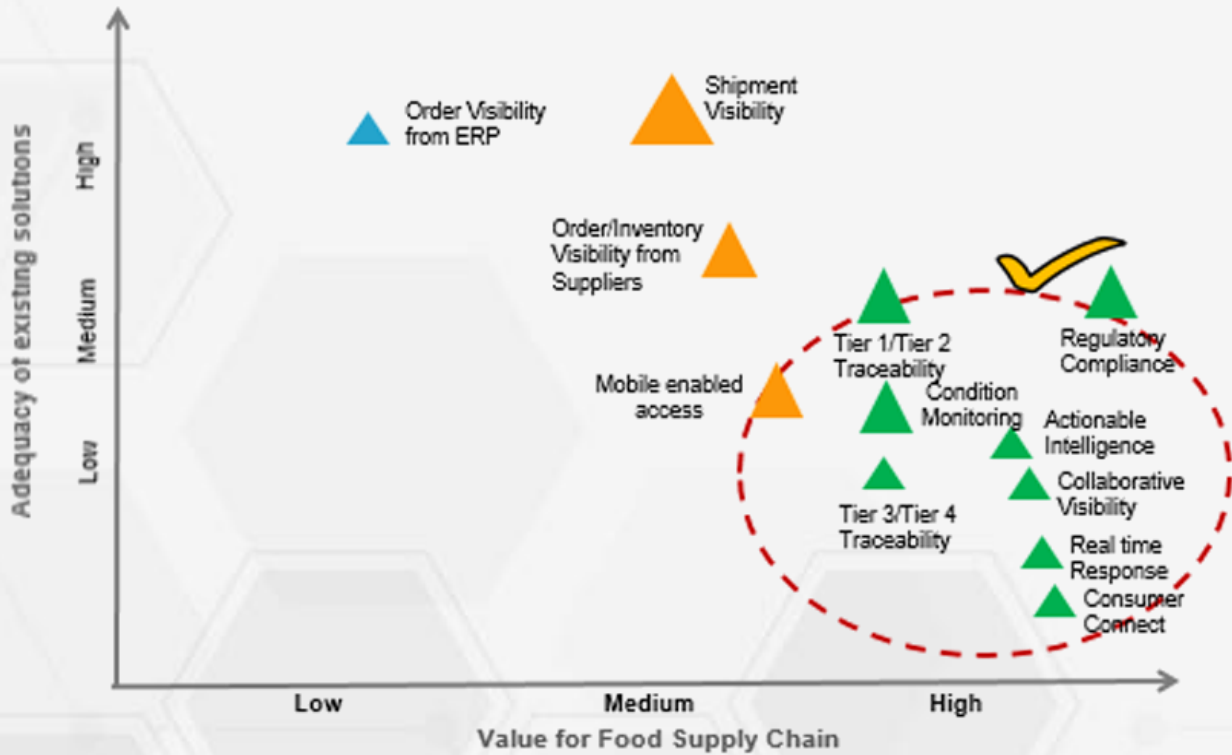 Shipment
Visibility
Order Visibility
from ERP
Order/Inventory
Visibility from
Suppliers
Tier 1/Tier 2
Traceability
Regulatory
Compliance
Mobile enabled
access
Condition
Monitoring
Actionable
Intelligence
Collaborative
Visibility
Tier 3/Tier 4
Traceability
Real time
Response
Consumer
Connect
Adequacy of existing solutions
High
Medium
Low
Low
Medium
High
Value for Food Supply Chain